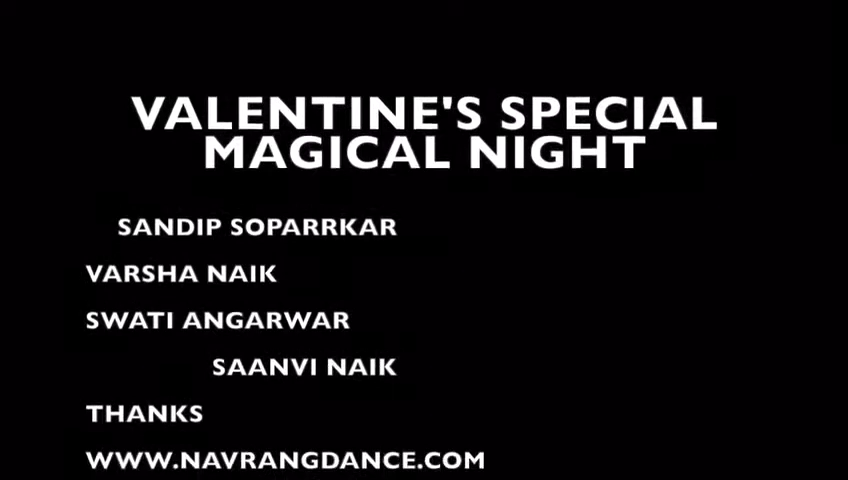 VALENTINE'S SPECIAL
MAGICAL NIGHT
SANDIP SOPARRKAR
VARSHA NAIK
SWATI ANGARWAR
SAANVI NAIK
THANKS
WWW.NAVRANGDANCE.COM